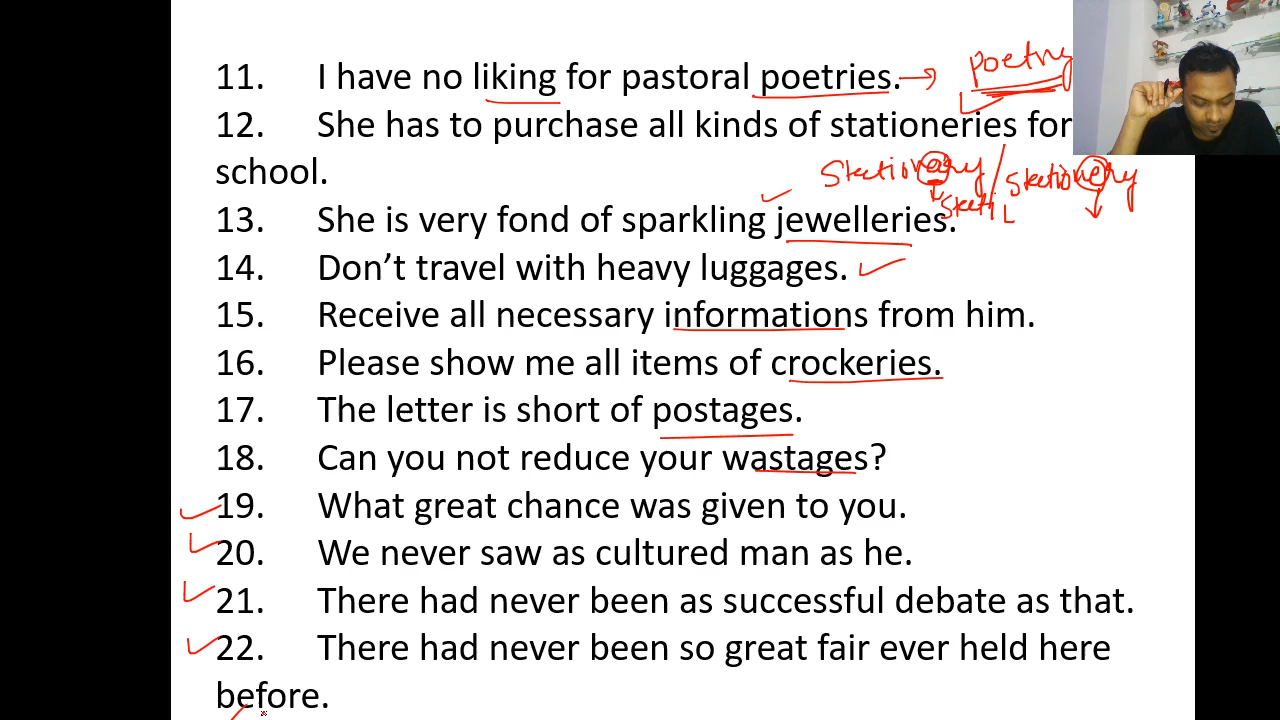 11. I have no liking for pastoral poetries. → poetry
12. She has to purchase all kinds of stationeries for
school.
Stationary / Stationery
13. She is very fond of sparkling jewelleries.
14. Don’t travel with heavy luggages.
15. Receive all necessary informations from him.
16. Please show me all items of crockeries.
17. The letter is short of postages.
18. Can you not reduce your wastages?
19. What great chance was given to you.
20. We never saw as cultured man as he.
21. There had never been as successful debate as that.
22. There had never been so great fair ever held here
before.